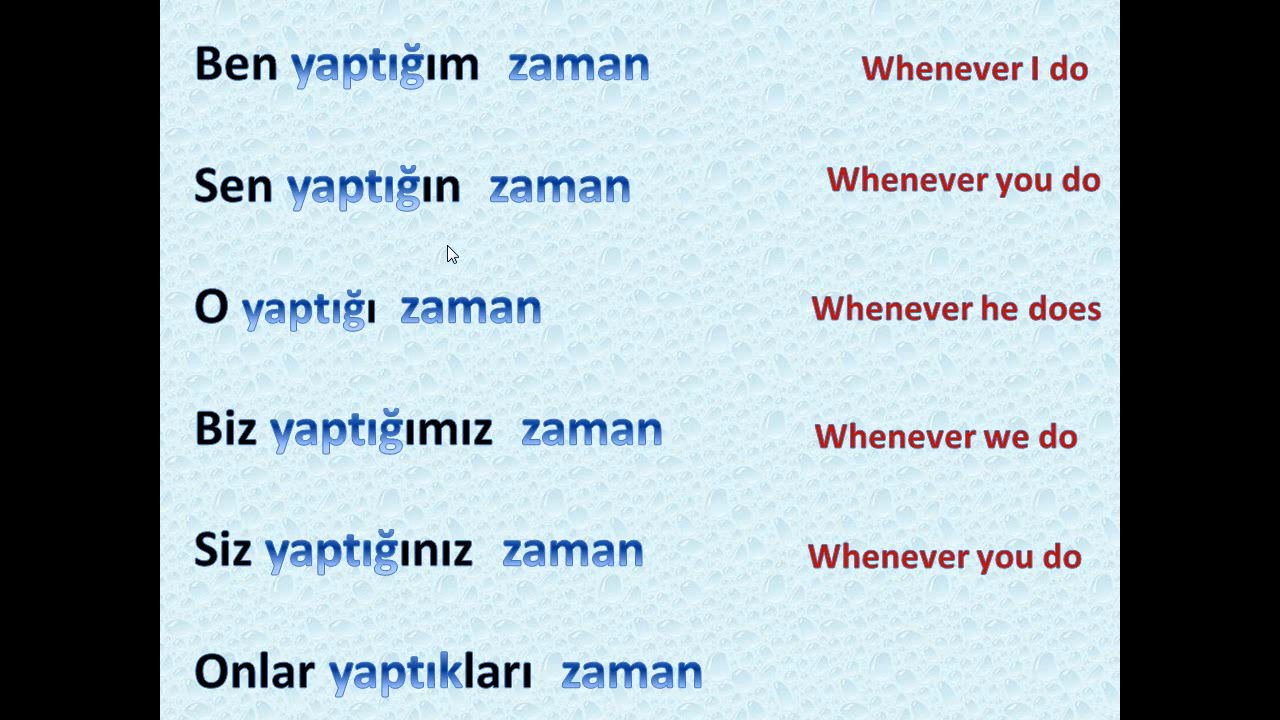 Ben yaptığım zaman Whenever I do
Sen yaptığın zaman Whenever you do
O yaptığı zaman Whenever he does
Biz yaptığımız zaman Whenever we do
Siz yaptığınız zaman Whenever you do
Onlar yaptıkları zaman